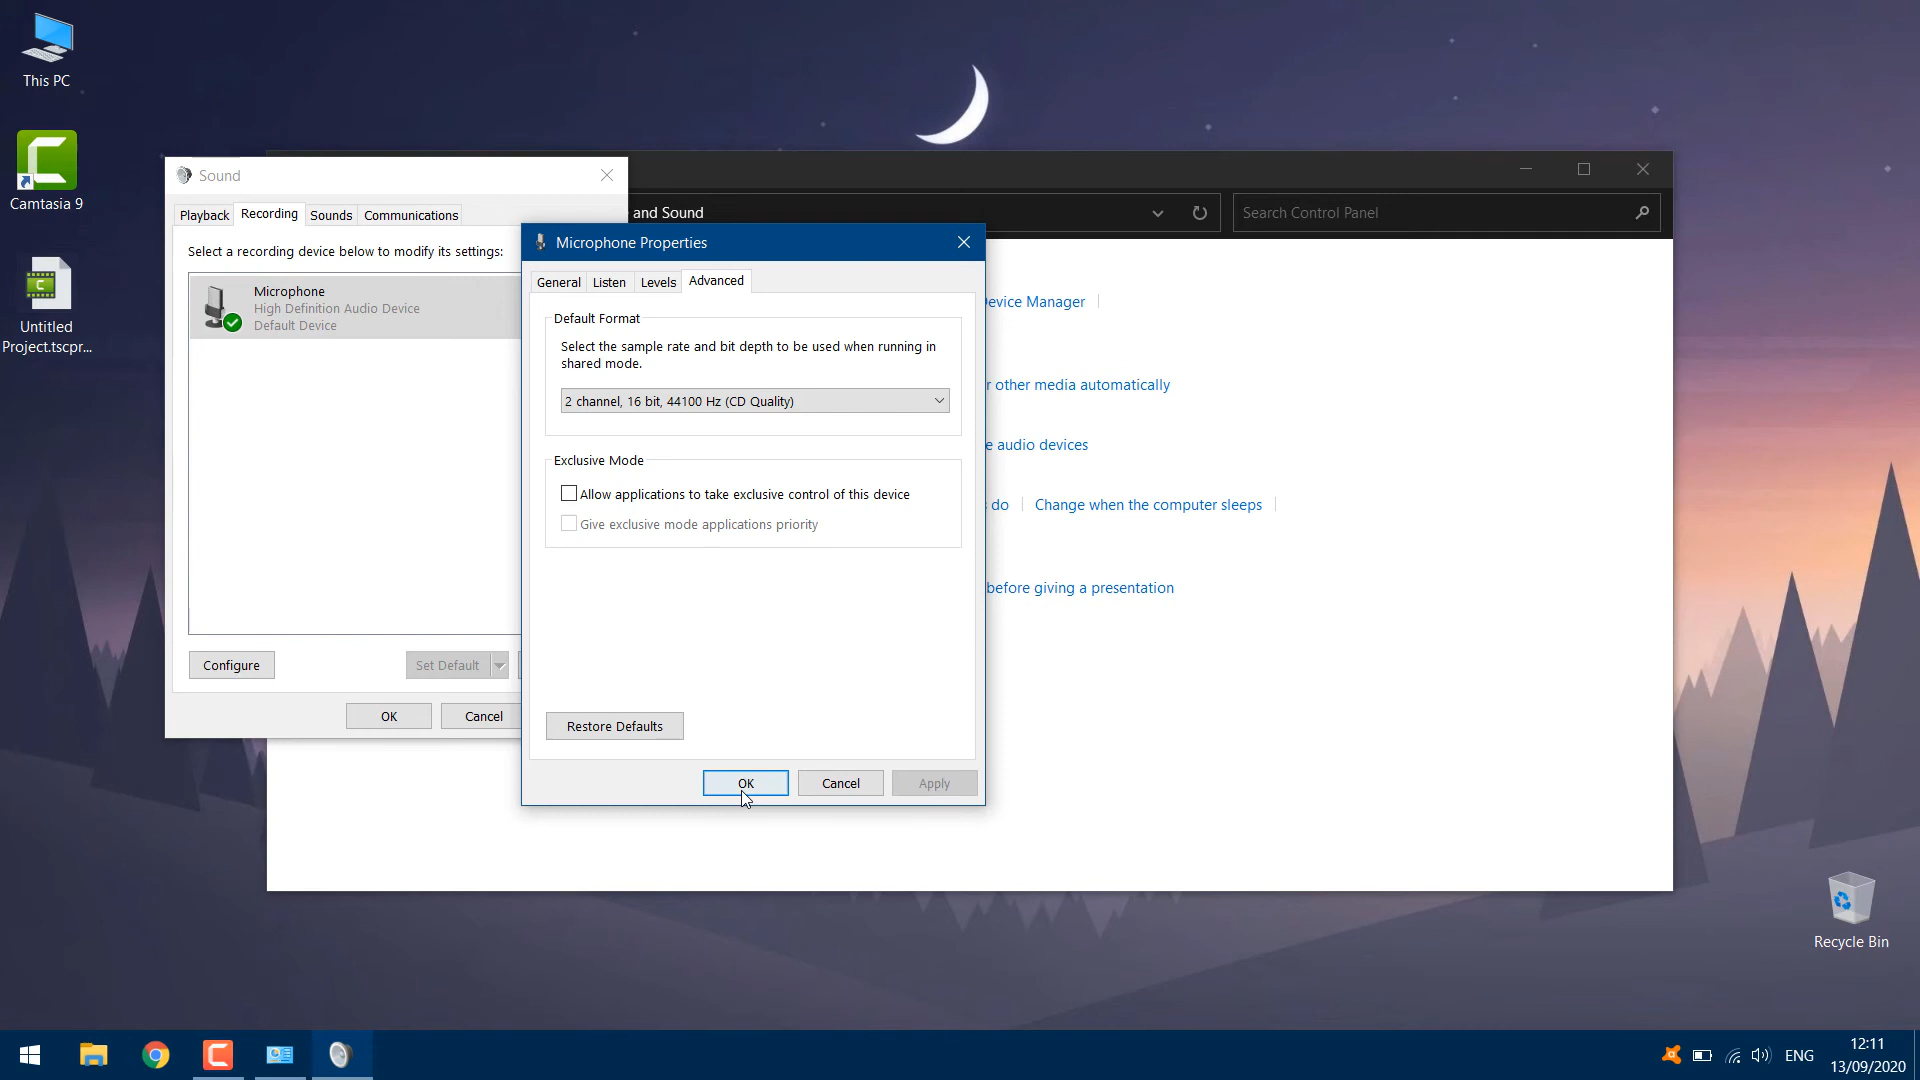 This PC
Camtasia 9
Untitled
Project.tscpr...
Sound
Playback
Recording
Sounds
Communications
Select a recording device below to modify its settings:
Microphone
High Definition Audio Device
Default Device
Configure
Set Default
OK
Cancel
and Sound
Search Control Panel
Microphone Properties
General
Listen
Levels
Advanced
Default Format
Select the sample rate and bit depth to be used when running in
shared mode.
2 channel, 16 bit, 44100 Hz (CD Quality)
Exclusive Mode
Allow applications to take exclusive control of this device
Give exclusive mode applications priority
Restore Defaults
OK
Cancel
Apply
evice Manager
r other media automatically
e audio devices
s do
Change when the computer sleeps
before giving a presentation
Recycle Bin
ENG
12:11
13/09/2020